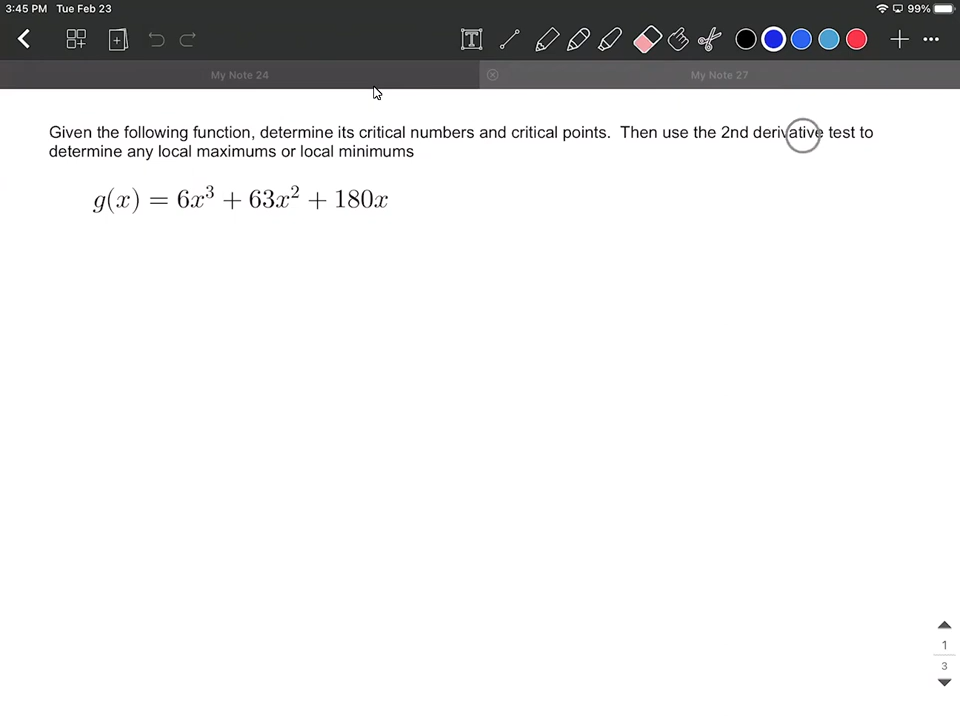 3:45 PM Tue Feb 23 99%
T
My Note 24 My Note 27
Given the following function, determine its critical numbers and critical points. Then use the 2nd derivative test to
determine any local maximums or local minimums
g(x) = 6x³ + 63x² + 180x
1
3